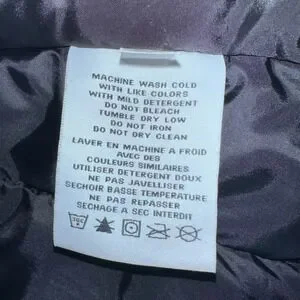 MACHINE WASH COLD
WITH LIKE COLORS
WITH MILD DETERGENT
DO NOT BLEACH
TUMBLE DRY LOW
DO NOT IRON
DO NOT DRY CLEAN
LAVER EN MACHINE A FROID
AVEC DES
COULEURS SIMILAIRES
UTILISER DETERGENT DOUX
NE PAS JAVELLISER
SECHOIR BASSE TEMPERATURE
NE PAS REPASSER
SECHAGE A SEC INTERDIT